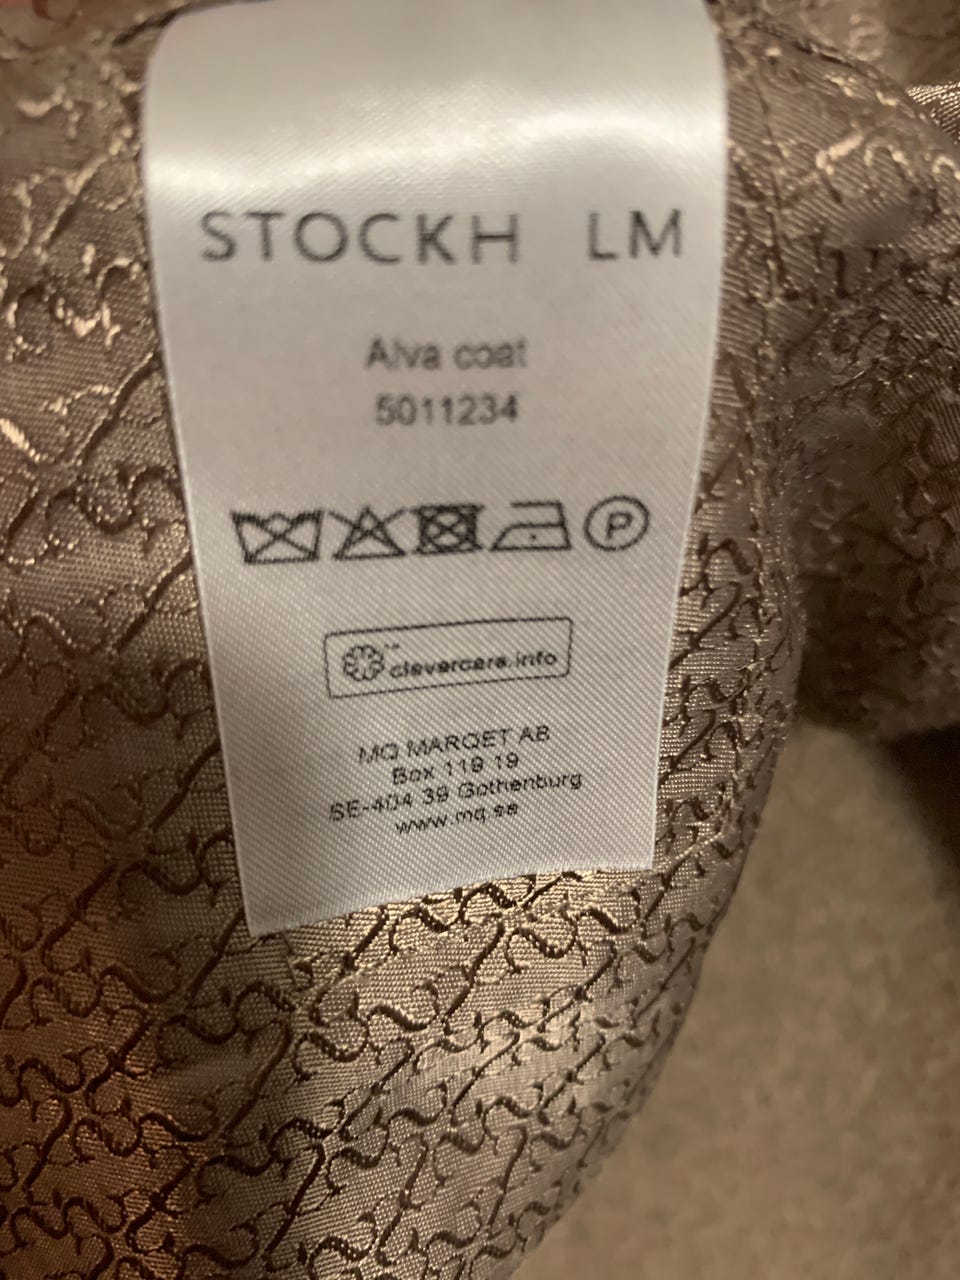 STOCKH LM
Alva coat
5011234
P
clevercare.info
MQ MARQET AB
Box 119 19
SE-404 39 Gothenburg
www.mq.se